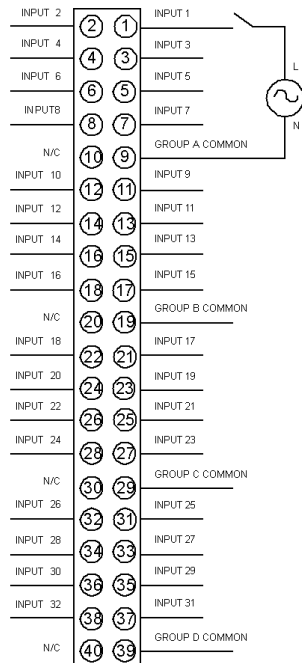 INPUT 2 2 1 INPUT 1
INPUT 4 4 3 INPUT 3
INPUT 6 6 5 INPUT 5
L
INPUT8 8 7 INPUT 7
N
N/C 10 9 GROUP A COMMON
INPUT 10 12 11 INPUT 9
INPUT 12 14 13 INPUT 11
INPUT 14 16 15 INPUT 13
INPUT 16 18 17 INPUT 15
N/C 20 19 GROUP B COMMON
INPUT 18 22 21 INPUT 17
INPUT 20 24 23 INPUT 19
INPUT 22 26 25 INPUT 21
INPUT 24 28 27 INPUT 23
N/C 30 29 GROUP C COMMON
INPUT 26 32 31 INPUT 25
INPUT 28 34 33 INPUT 27
INPUT 30 36 35 INPUT 29
INPUT 32 38 37 INPUT 31
N/C 40 39 GROUP D COMMON